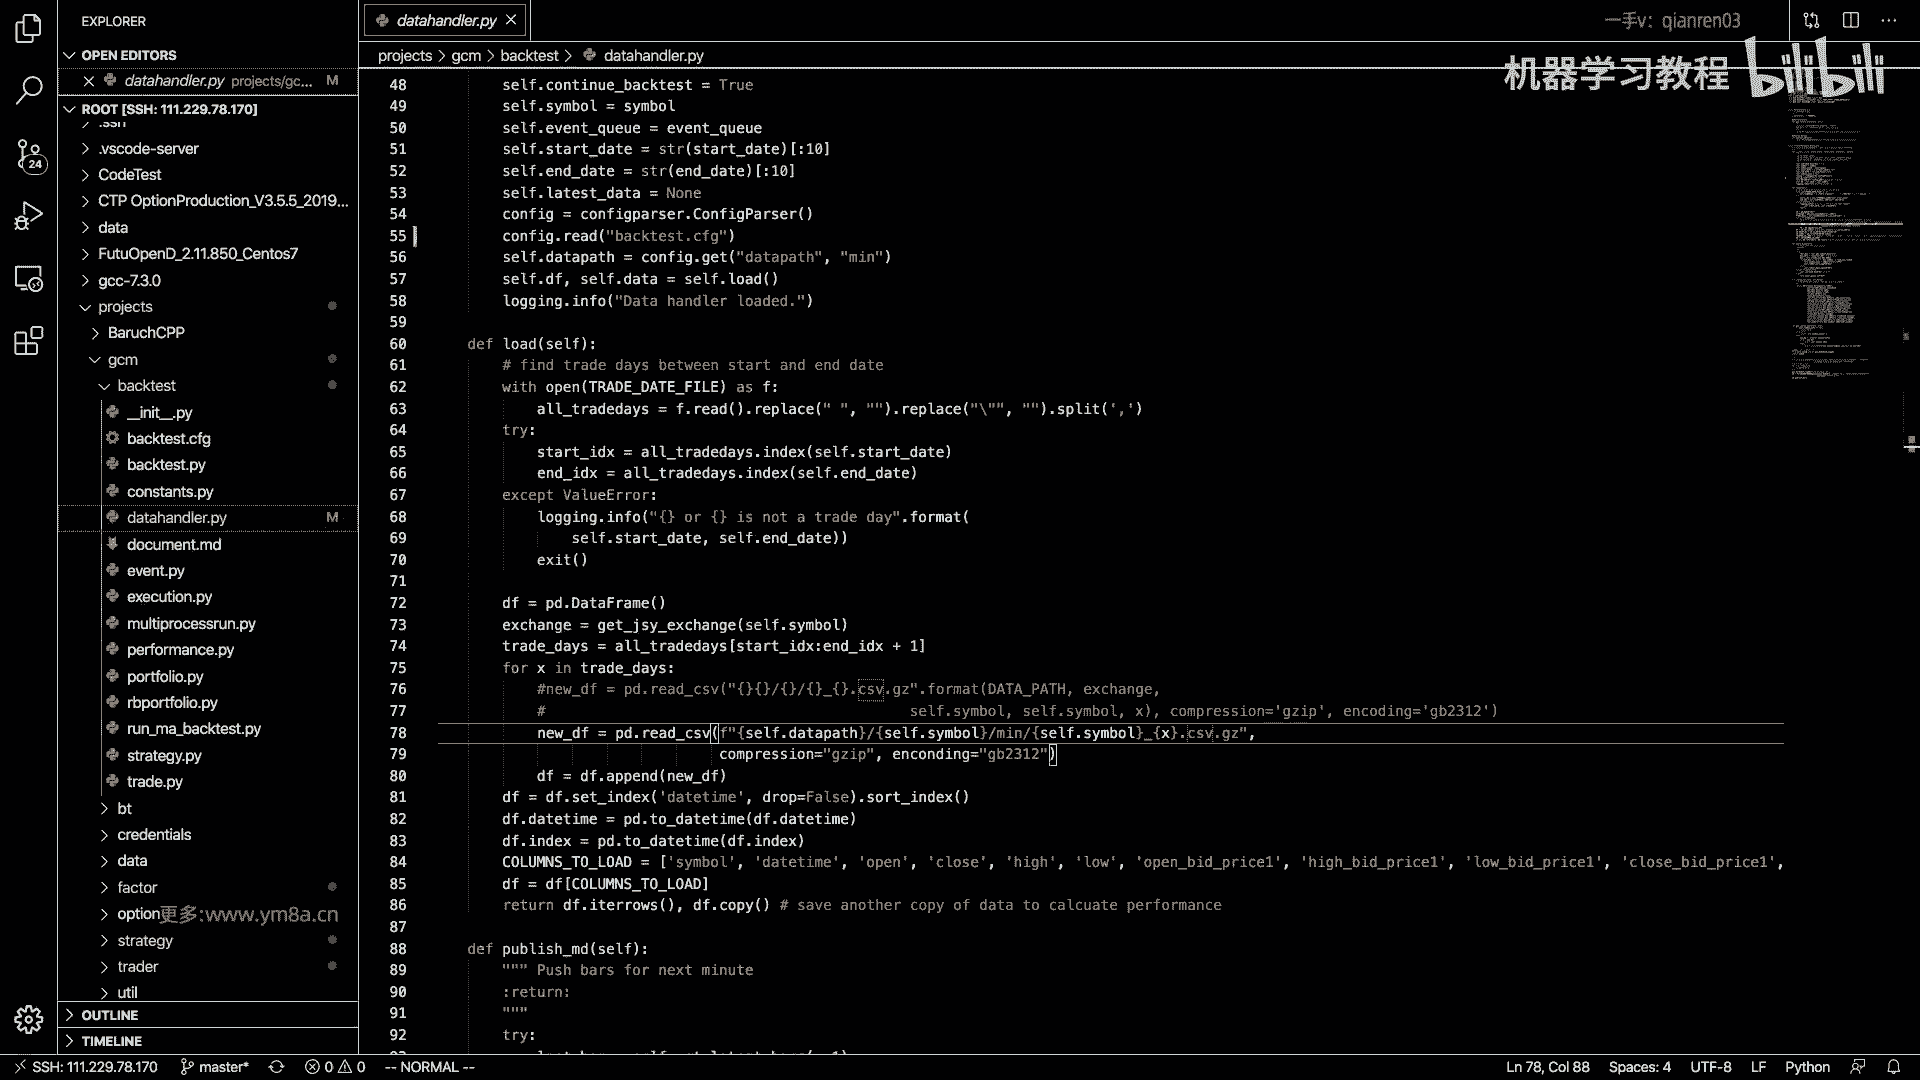 EXPLORER
OPEN EDITORS
datahandler.py projects/gc... M
ROOT [SSH: 111.229.78.170]
.ssh
.vscode-server
CodeTest
CTP OptionProduction_V3.5.5_2019...
data
FutuOpenD_2.11.850_Centos7
gcc-7.3.0
projects
BaruchCPP
gcm
backtest
__init__.py
backtest.cfg
backtest.py
constants.py
datahandler.py M
document.md
event.py
execution.py
multiprocessrun.py
performance.py
portfolio.py
rbportfolio.py
run_ma_backtest.py
strategy.py
trade.py
bt
credentials
data
factor
option
更多:www.ym8a.cn
strategy
trader
util
OUTLINE
TIMELINE
24
datahandler.py
一手v: qianren03
projects > gcm > backtest > datahandler.py
机器学习教程 bilibili
48 self.continue_backtest = True
49 self.symbol = symbol
50 self.event_queue = event_queue
51 self.start_date = str(start_date)[:10]
52 self.end_date = str(end_date)[:10]
53 self.latest_data = None
54 config = configparser.ConfigParser()
55 config.read("backtest.cfg")
56 self.datapath = config.get("datapath", "min")
57 self.df, self.data = self.load()
58 logging.info("Data handler loaded.")
59
60 def load(self):
61 # find trade days between start and end date
62 with open(TRADE_DATE_FILE) as f:
63 all_tradedays = f.read().replace(" ", "").replace("\"", "").split(',')
64 try:
65 start_idx = all_tradedays.index(self.start_date)
66 end_idx = all_tradedays.index(self.end_date)
67 except ValueError:
68 logging.info("{} or {} is not a trade day".format(
69 self.start_date, self.end_date))
70 exit()
71
72 df = pd.DataFrame()
73 exchange = get_jsy_exchange(self.symbol)
74 trade_days = all_tradedays[start_idx:end_idx + 1]
75 for x in trade_days:
76 #new_df = pd.read_csv("{}{}/{}/{}_{}.csv.gz".format(DATA_PATH, exchange,
77 # self.symbol, self.symbol, x), compression='gzip', encoding='gb2312')
78 new_df = pd.read_csv(f"{self.datapath}/{self.symbol}/min/{self.symbol}_{x}.csv.gz",
79 compression="gzip", enconding="gb2312")
80 df = df.append(new_df)
81 df = df.set_index('datetime', drop=False).sort_index()
82 df.datetime = pd.to_datetime(df.datetime)
83 df.index = pd.to_datetime(df.index)
84 COLUMNS_TO_LOAD = ['symbol', 'datetime', 'open', 'close', 'high', 'low', 'open_bid_price1', 'high_bid_price1', 'low_bid_price1', 'close_bid_price1',
85 df = df[COLUMNS_TO_LOAD]
86 return df.iterrows(), df.copy() # save another copy of data to calcuate performance
87
88 def publish_md(self):
89 """ Push bars for next minute
90 :return:
91 """
92 try:
SSH: 111.229.78.170 master* 0 0 -- NORMAL -- Ln 78, Col 88 Spaces: 4 UTF-8 LF Python